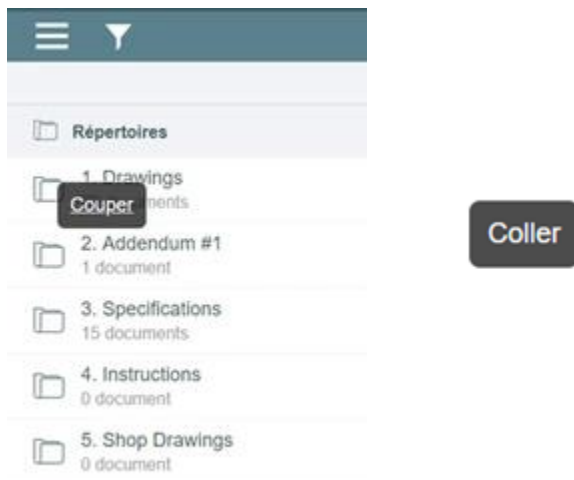 Répertoires
1. Drawings
Couper
2. Addendum #1
1 document
3. Specifications
15 documents
4. Instructions
0 document
5. Shop Drawings
0 document
Coller